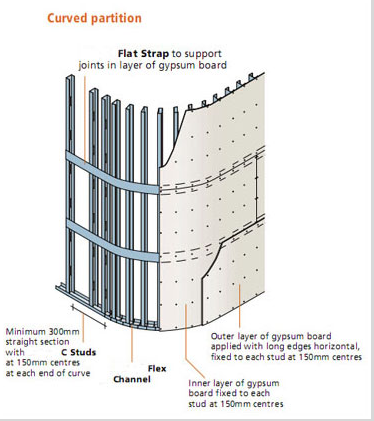 Curved partition
Flat Strap to support
joints in layer of gypsum board
Minimum 300mm
straight section
with C Studs
at 150mm centres
at each end of curve
Flex
Channel
Outer layer of gypsum board
applied with long edges horizontal,
fixed to each stud at 150mm centres
Inner layer of gypsum
board fixed to each
stud at 150mm centres